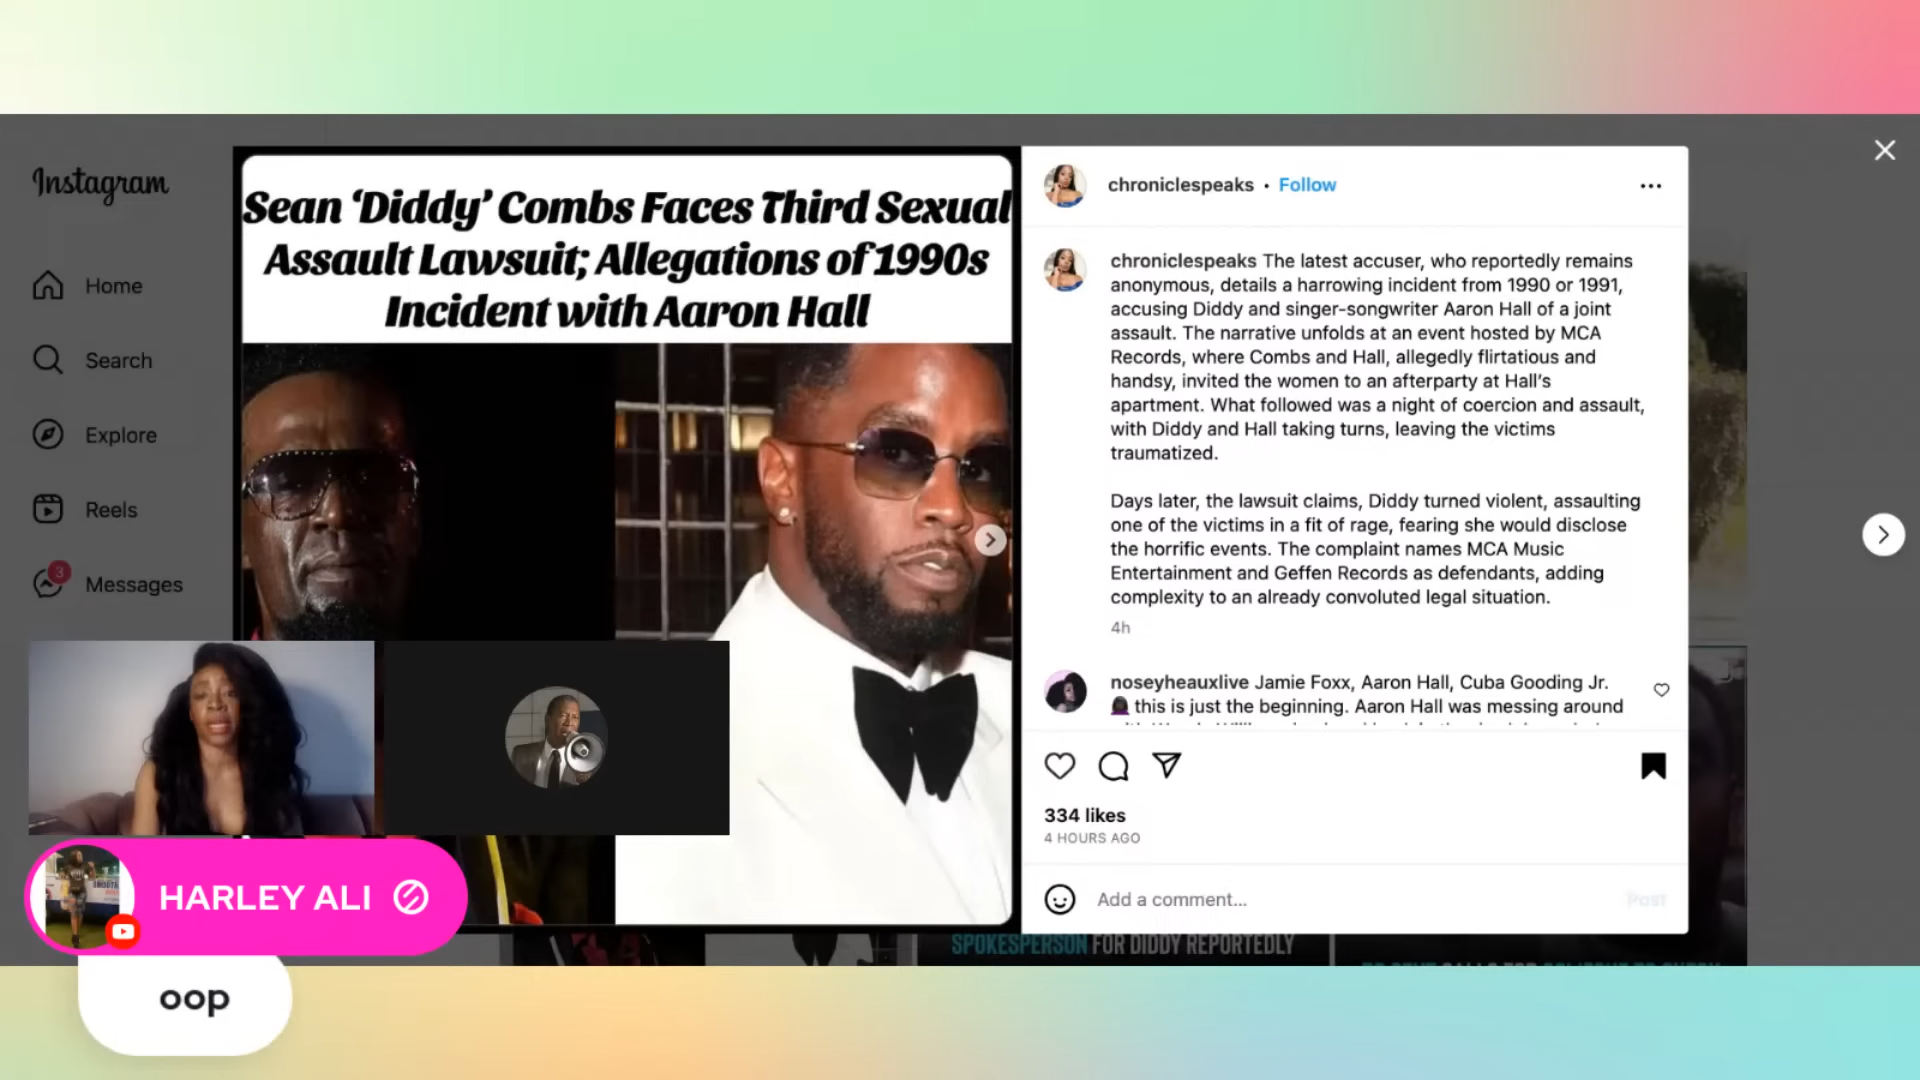 Instagram
Home
Search
Explore
Reels
3
Messages
Sean ‘Diddy’ Combs Faces Third Sexual
Assault Lawsuit; Allegations of 1990s
Incident with Aaron Hall
chroniclespeaks • Follow
chroniclespeaks The latest accuser, who reportedly remains
anonymous, details a harrowing incident from 1990 or 1991,
accusing Diddy and singer-songwriter Aaron Hall of a joint
assault. The narrative unfolds at an event hosted by MCA
Records, where Combs and Hall, allegedly flirtatious and
handsy, invited the women to an afterparty at Hall’s
apartment. What followed was a night of coercion and assault,
with Diddy and Hall taking turns, leaving the victims
traumatized.
Days later, the lawsuit claims, Diddy turned violent, assaulting
one of the victims in a fit of rage, fearing she would disclose
the horrific events. The complaint names MCA Music
Entertainment and Geffen Records as defendants, adding
complexity to an already convoluted legal situation.
4h
noseyheauxlive Jamie Foxx, Aaron Hall, Cuba Gooding Jr.
this is just the beginning. Aaron Hall was messing around
334 likes
4 HOURS AGO
Add a comment...
Post
SPOKESPERSON FOR DIDDY REPORTEDLY
HARLEY ALI
oop